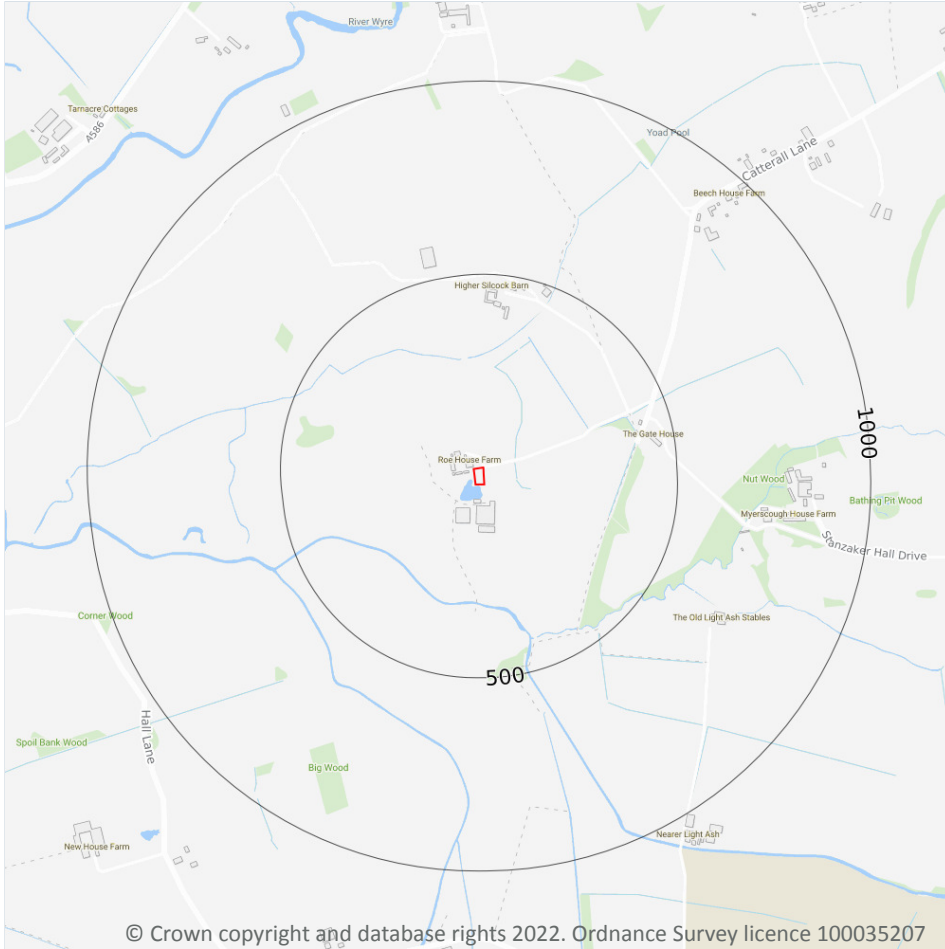 River Wyre
Tarnacre Cottages
A586
Yoad Pool
Catterall Lane
Beech House Farm
Higher Silcock Barn
1000
The Gate House
Roe House Farm
Nut Wood
Bathing Pit Wood
Myerscough House Farm
Stanzaker Hall Drive
Corner Wood
The Old Light Ash Stables
500
Hall Lane
Spoil Bank Wood
Big Wood
Nearer Light Ash
New House Farm
© Crown copyright and database rights 2022. Ordnance Survey licence 100035207